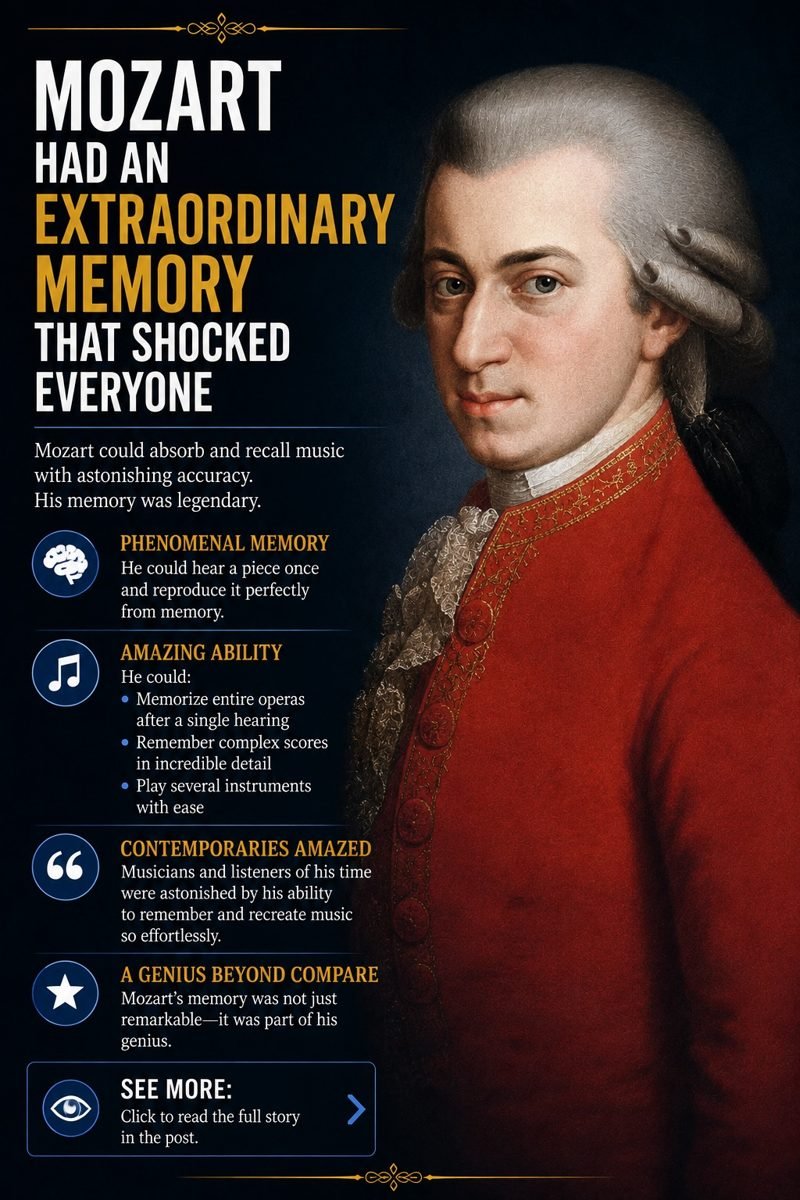 MOZART
HAD AN
EXTRAORDINARY
MEMORY
THAT SHOCKED
EVERYONE
Mozart could absorb and recall music
with astonishing accuracy.
His memory was legendary.
PHENOMENAL MEMORY
He could hear a piece once
and reproduce it perfectly
from memory.
AMAZING ABILITY
He could:
• Memorize entire operas
after a single hearing
• Remember complex scores
in incredible detail
• Play several instruments
with ease
CONTEMPORARIES AMAZED
Musicians and listeners of his time
were astonished by his ability
to remember and recreate music
so effortlessly.
A GENIUS BEYOND COMPARE
Mozart's memory was not just
remarkable—it was part of his
genius.
SEE MORE:
Click to read the full story
in the post.